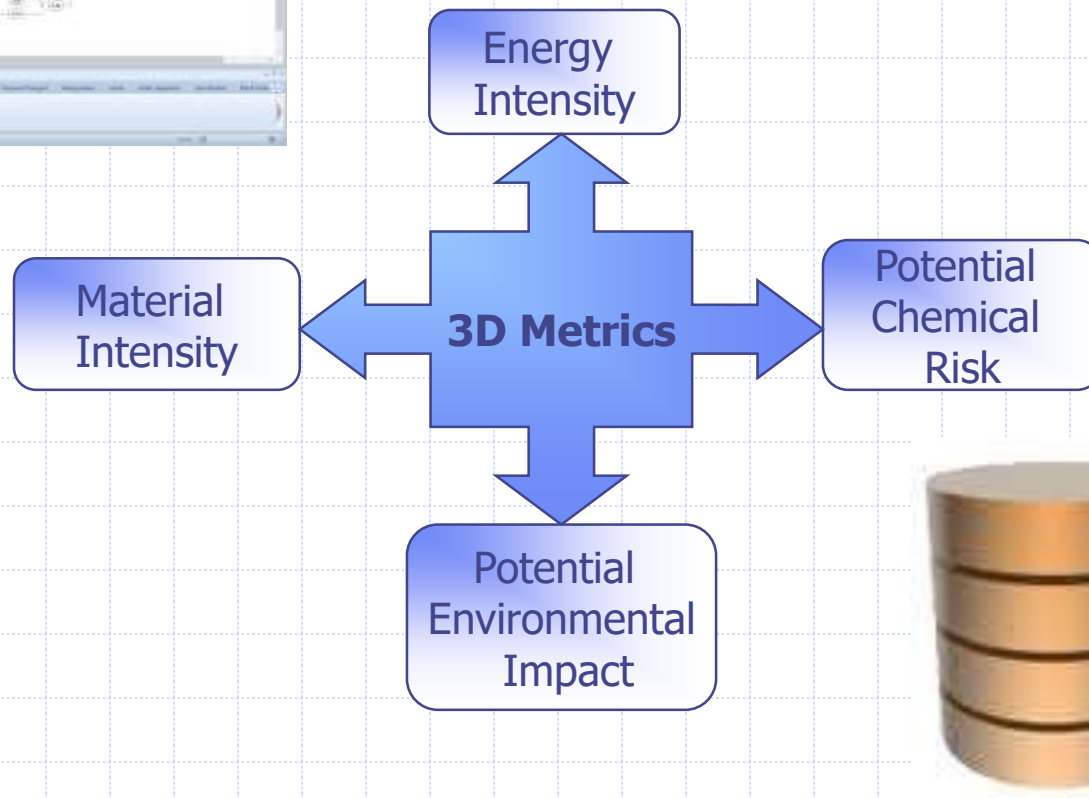 Energy
Intensity
Material
Intensity
3D Metrics
Potential
Chemical
Risk
Potential
Environmental
Impact